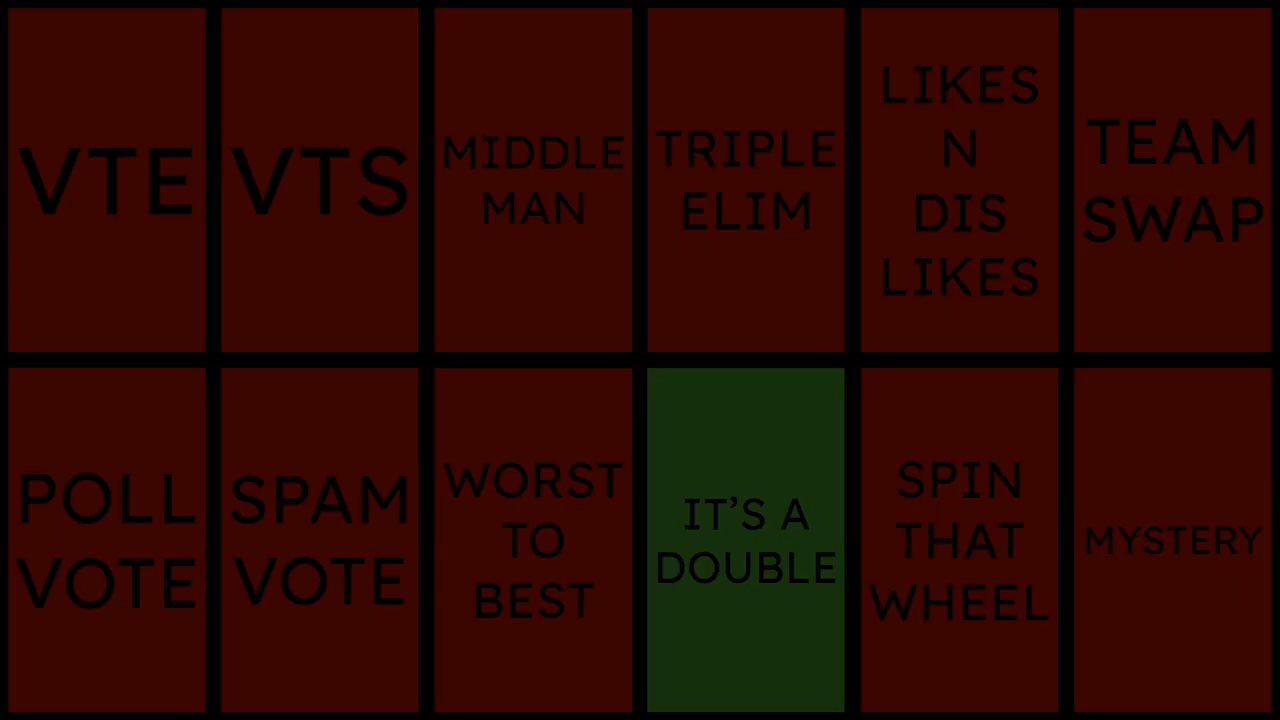 VTE
VTS
MIDDLE
MAN
TRIPLE
ELIM
LIKES
N
DIS
LIKES
TEAM
SWAP
POLL
VOTE
SPAM
VOTE
WORST
TO
BEST
IT'S A
DOUBLE
SPIN
THAT
WHEEL
MYSTERY